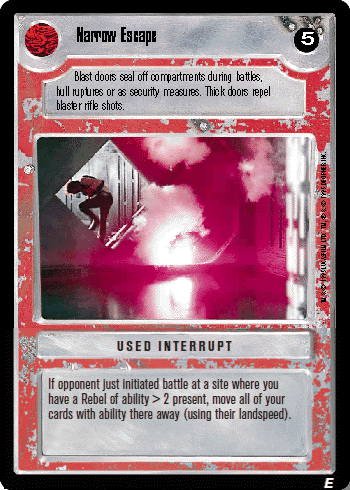 Narrow Escape
5
Blast doors seal off compartments during battles,
hull ruptures or as security measures. Thick doors repel
blaster rifle shots.
USED INTERRUPT
If opponent just initiated battle at a site where you
have a Rebel of ability > 2 present, move all of your
cards with ability there away (using their landspeed).
E